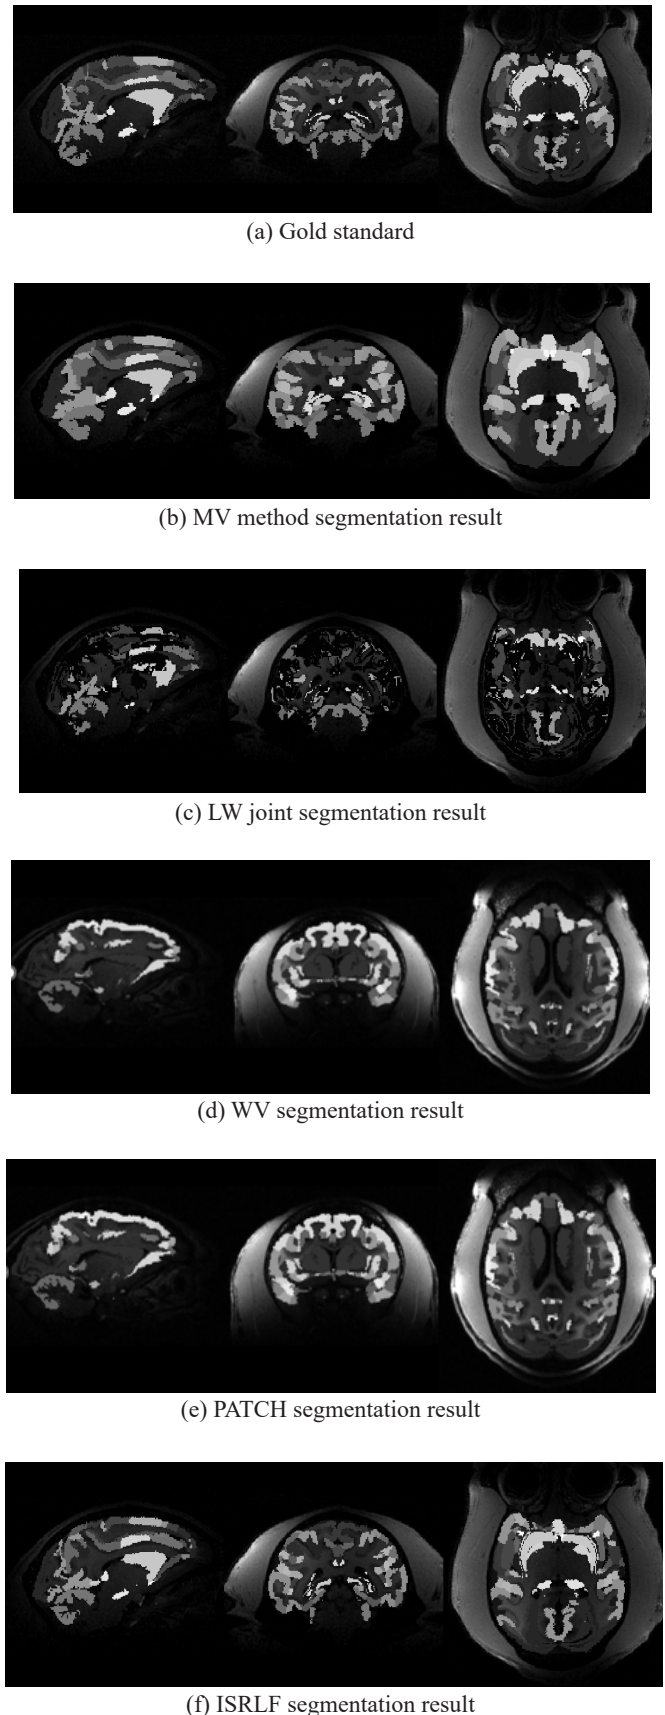 (a) Gold standard
(b) MV method segmentation result
(c) LW joint segmentation result
(d) WV segmentation result
(e) PATCH segmentation result
(f) ISRLF segmentation result